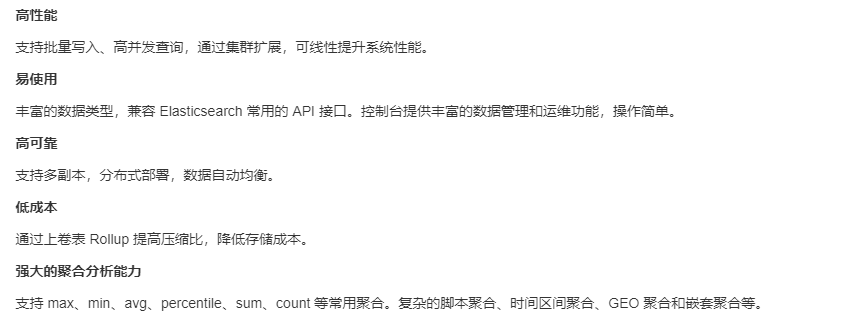 高性能
支持批量写入、高并发查询，通过集群扩展，可线性提升系统性能。
易使用
丰富的数据类型，兼容 Elasticsearch 常用的 API 接口。控制台提供丰富的数据管理和运维功能，操作简单。
高可靠
支持多副本，分布式部署，数据自动均衡。
低成本
通过上卷表 Rollup 提高压缩比，降低存储成本。
强大的聚合分析能力
支持 max、min、avg、percentile、sum、count 等常用聚合。复杂的脚本聚合、时间区间聚合、GEO 聚合和嵌套聚合等。